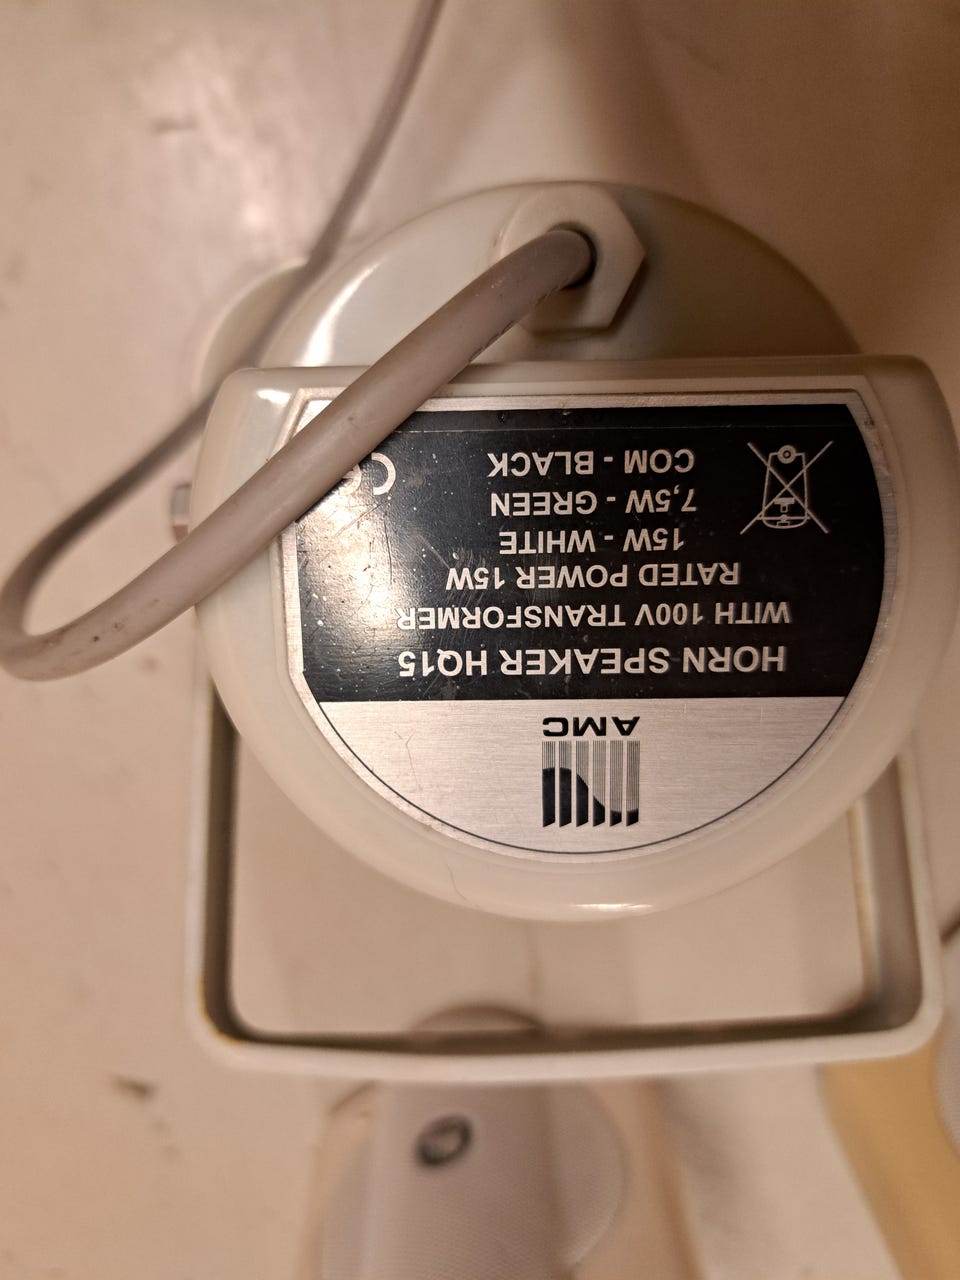 AMC
HORN SPEAKER HQ15
WITH 100V TRANSFORMER
RATED POWER 15W
15W - WHITE
7,5W - GREEN
COM - BLACK
CE